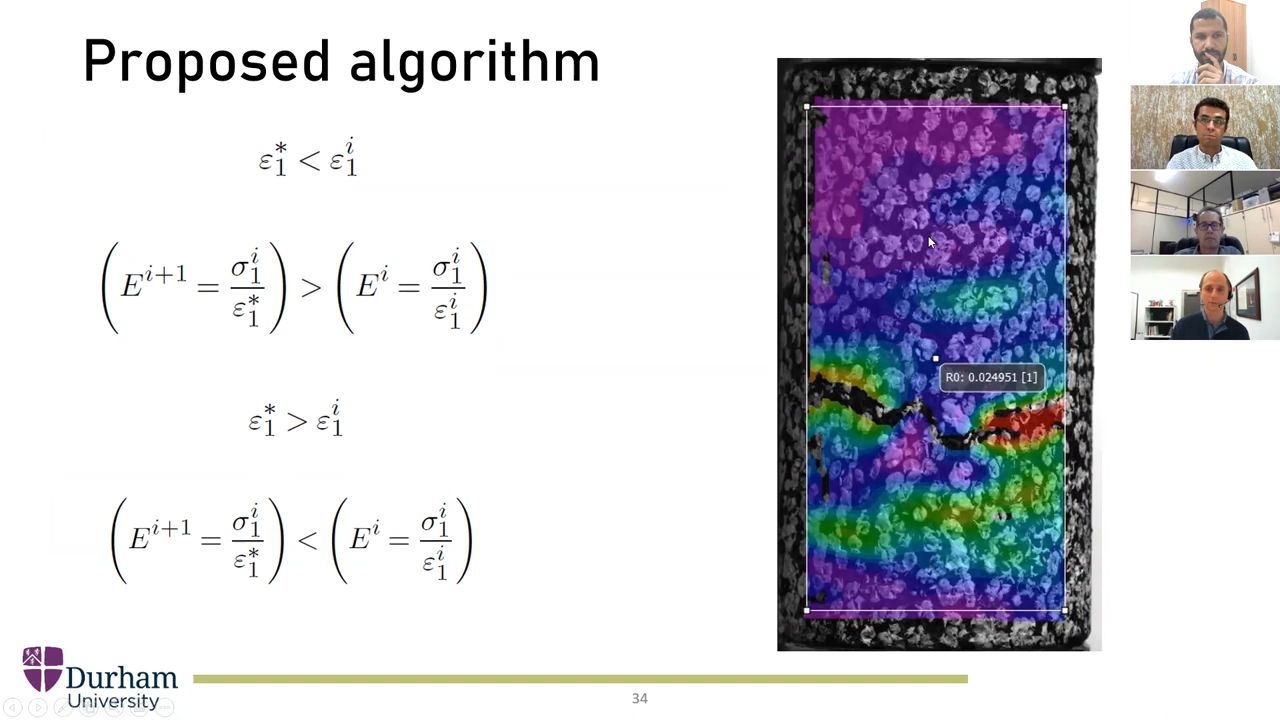 Proposed algorithm
ε₁* < ε₁ⁱ
(Eⁱ⁺¹ = σ₁ⁱ / ε₁*) > (Eⁱ = σ₁ⁱ / ε₁ⁱ)
R0: 0.024951 [1]
ε₁* > ε₁ⁱ
(Eⁱ⁺¹ = σ₁ⁱ / ε₁*) < (Eⁱ = σ₁ⁱ / ε₁ⁱ)
Durham
University
34